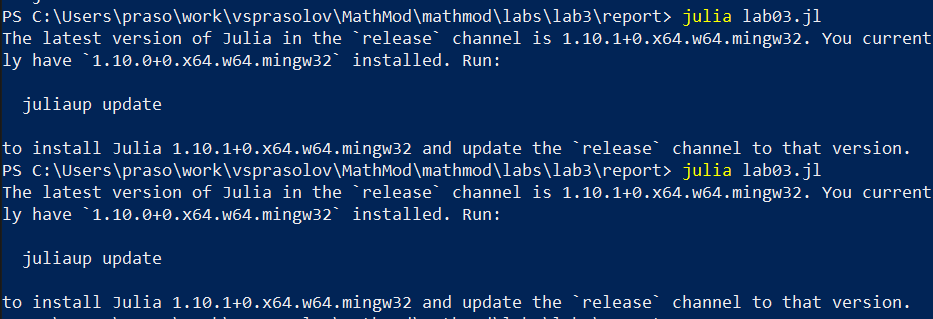 PS C:\Users\praso\work\vsprasolov\MathMod\mathmod\labs\lab3\report> julia lab03.jl
The latest version of Julia in the `release` channel is 1.10.1+0.x64.w64.mingw32. You current
ly have `1.10.0+0.x64.w64.mingw32` installed. Run:
  juliaup update
to install Julia 1.10.1+0.x64.w64.mingw32 and update the `release` channel to that version.
PS C:\Users\praso\work\vsprasolov\MathMod\mathmod\labs\lab3\report> julia lab03.jl
The latest version of Julia in the `release` channel is 1.10.1+0.x64.w64.mingw32. You current
ly have `1.10.0+0.x64.w64.mingw32` installed. Run:
  juliaup update
to install Julia 1.10.1+0.x64.w64.mingw32 and update the `release` channel to that version.